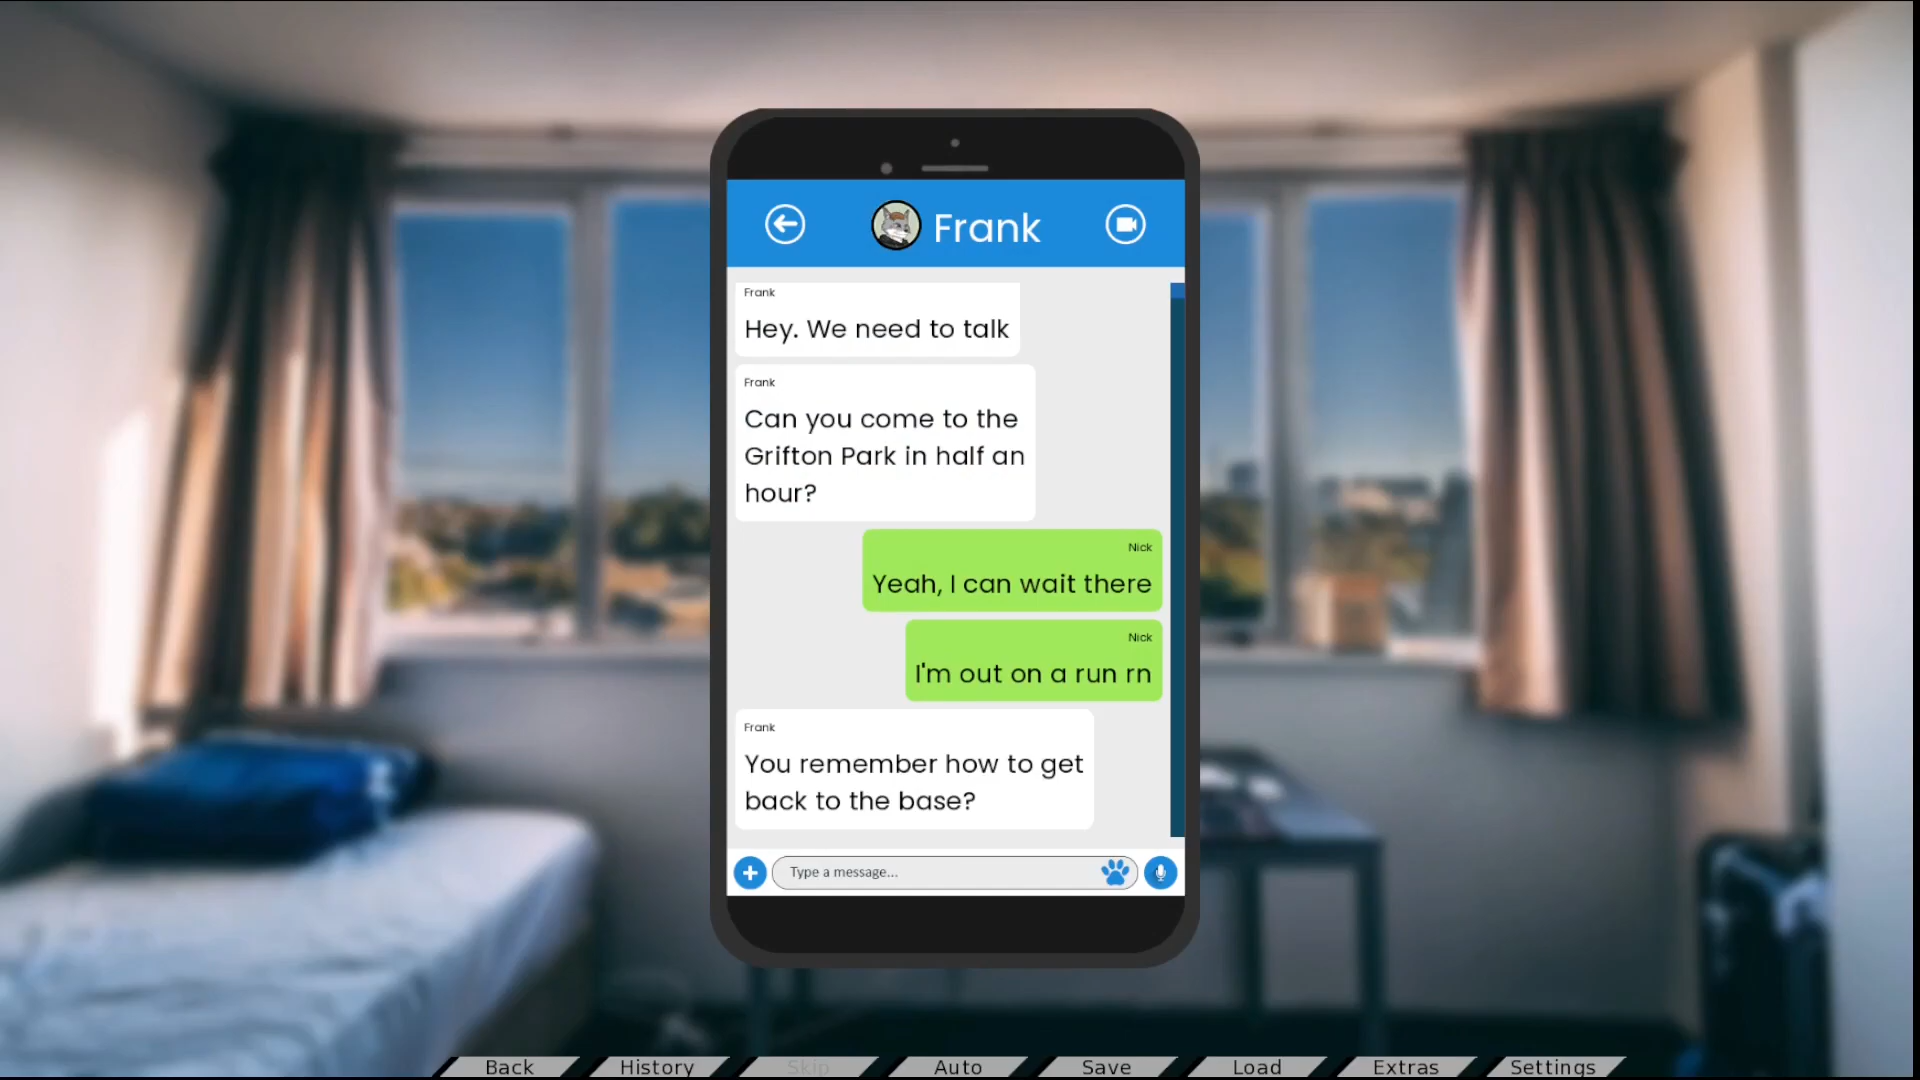 Frank
Frank
Hey. We need to talk
Frank
Can you come to the
Grifton Park in half an
hour?
Nick
Yeah, I can wait there
Nick
I'm out on a run rn
Frank
You remember how to get
back to the base?
Type a message...
Back
History
Skip
Auto
Save
Load
Extras
Settings